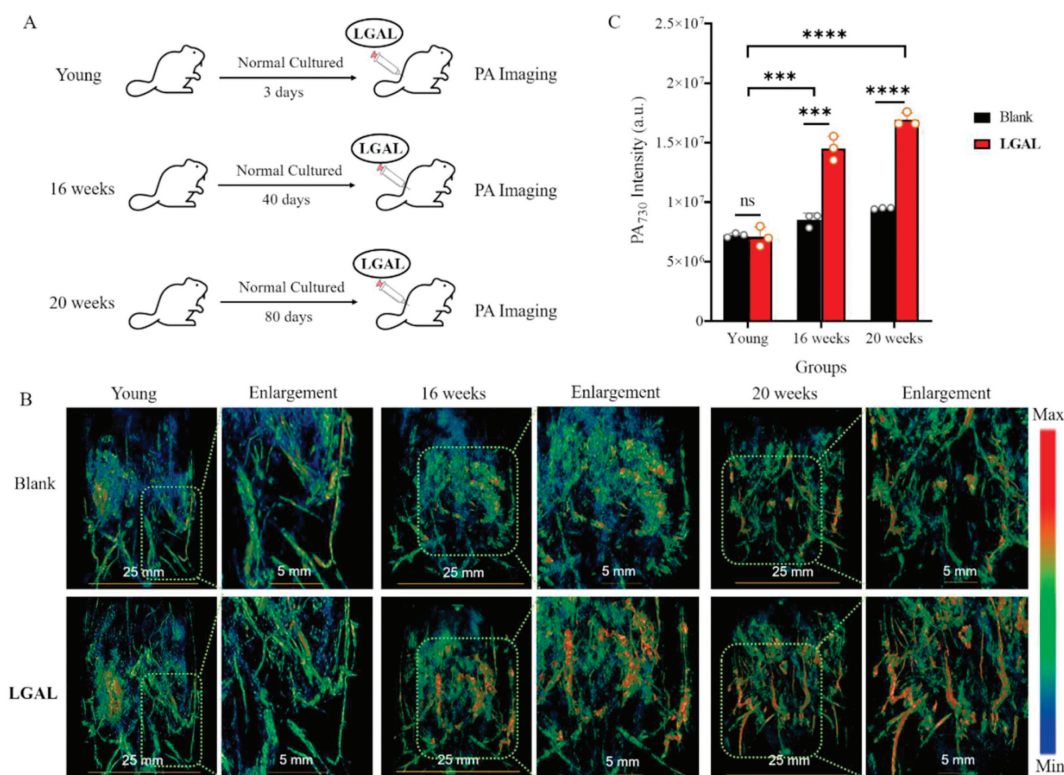 A
Young
Normal Cultured
3 days
LGAL
PA Imaging
16 weeks
Normal Cultured
40 days
LGAL
PA Imaging
20 weeks
Normal Cultured
80 days
LGAL
PA Imaging
C
PA730 Intensity (a.u.)
2.5×10⁷
2×10⁷
1.5×10⁷
1×10⁷
5×10⁶
0
ns
***
***
****
****
Young
16 weeks
20 weeks
Groups
Blank
LGAL
B
Young
Enlargement
16 weeks
Enlargement
20 weeks
Enlargement
Blank
25 mm
5 mm
25 mm
5 mm
25 mm
5 mm
LGAL
25 mm
5 mm
25 mm
5 mm
25 mm
5 mm
Max
Min